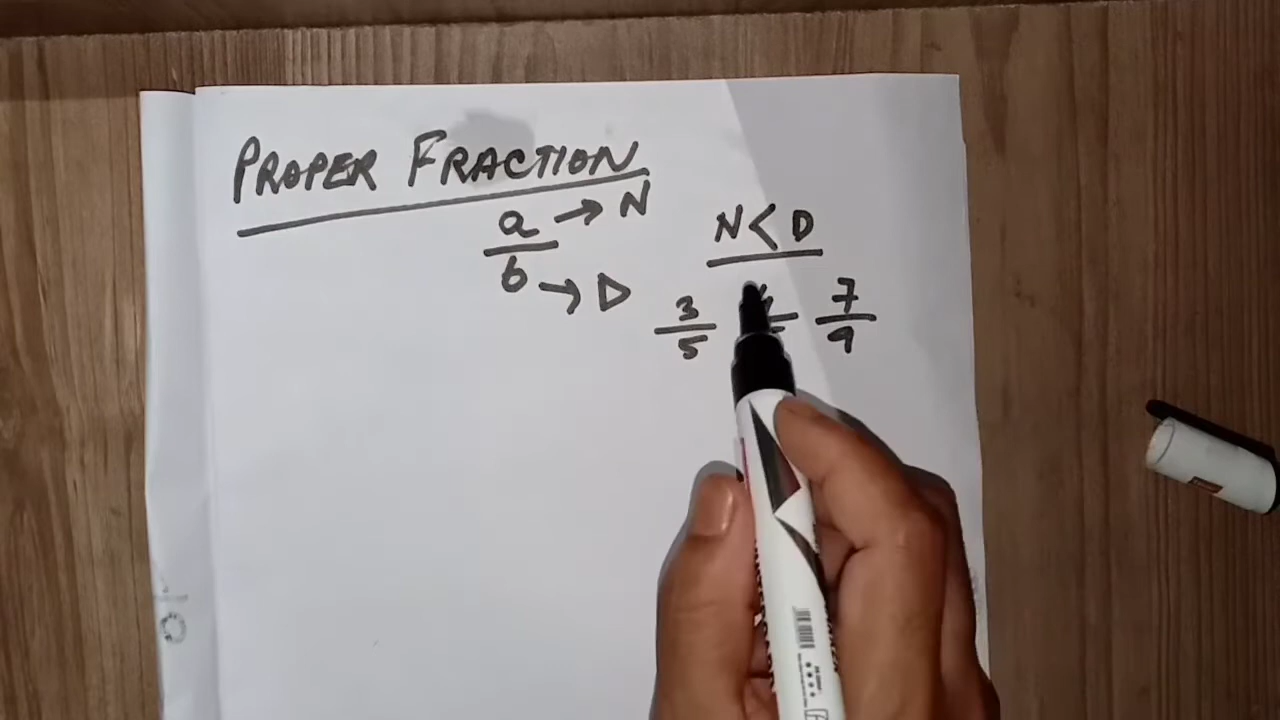 PROPER FRACTION
a → N
b → D
N < D
3/5 7/9